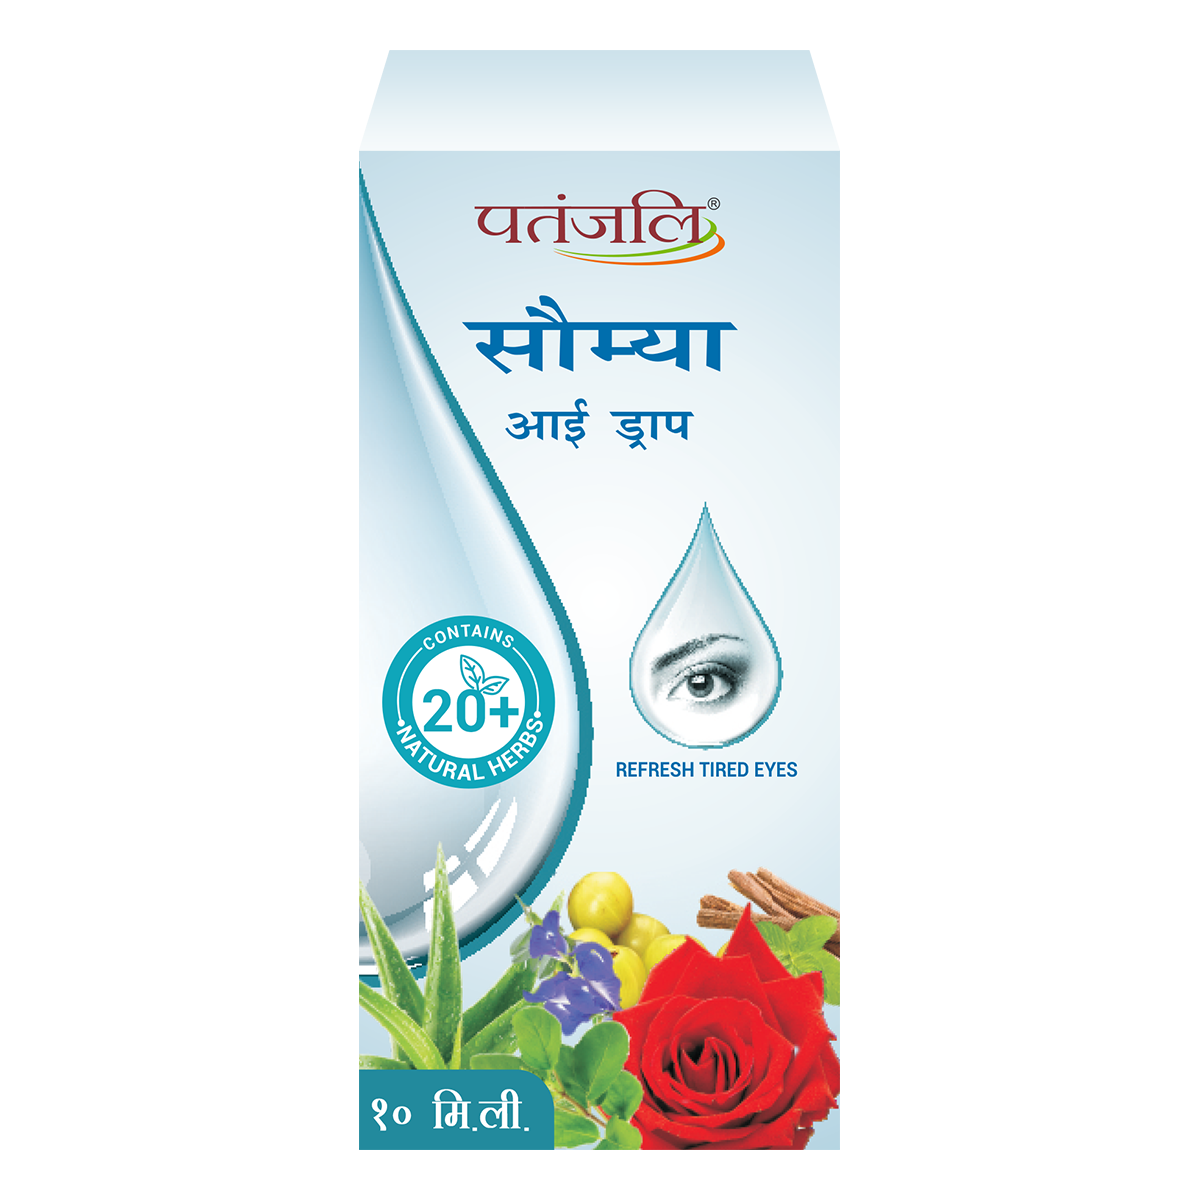 पतंजलि®
सौम्या
आई ड्राप
CONTAINS
20+
NATURAL HERBS
REFRESH TIRED EYES
१० मि.ली.